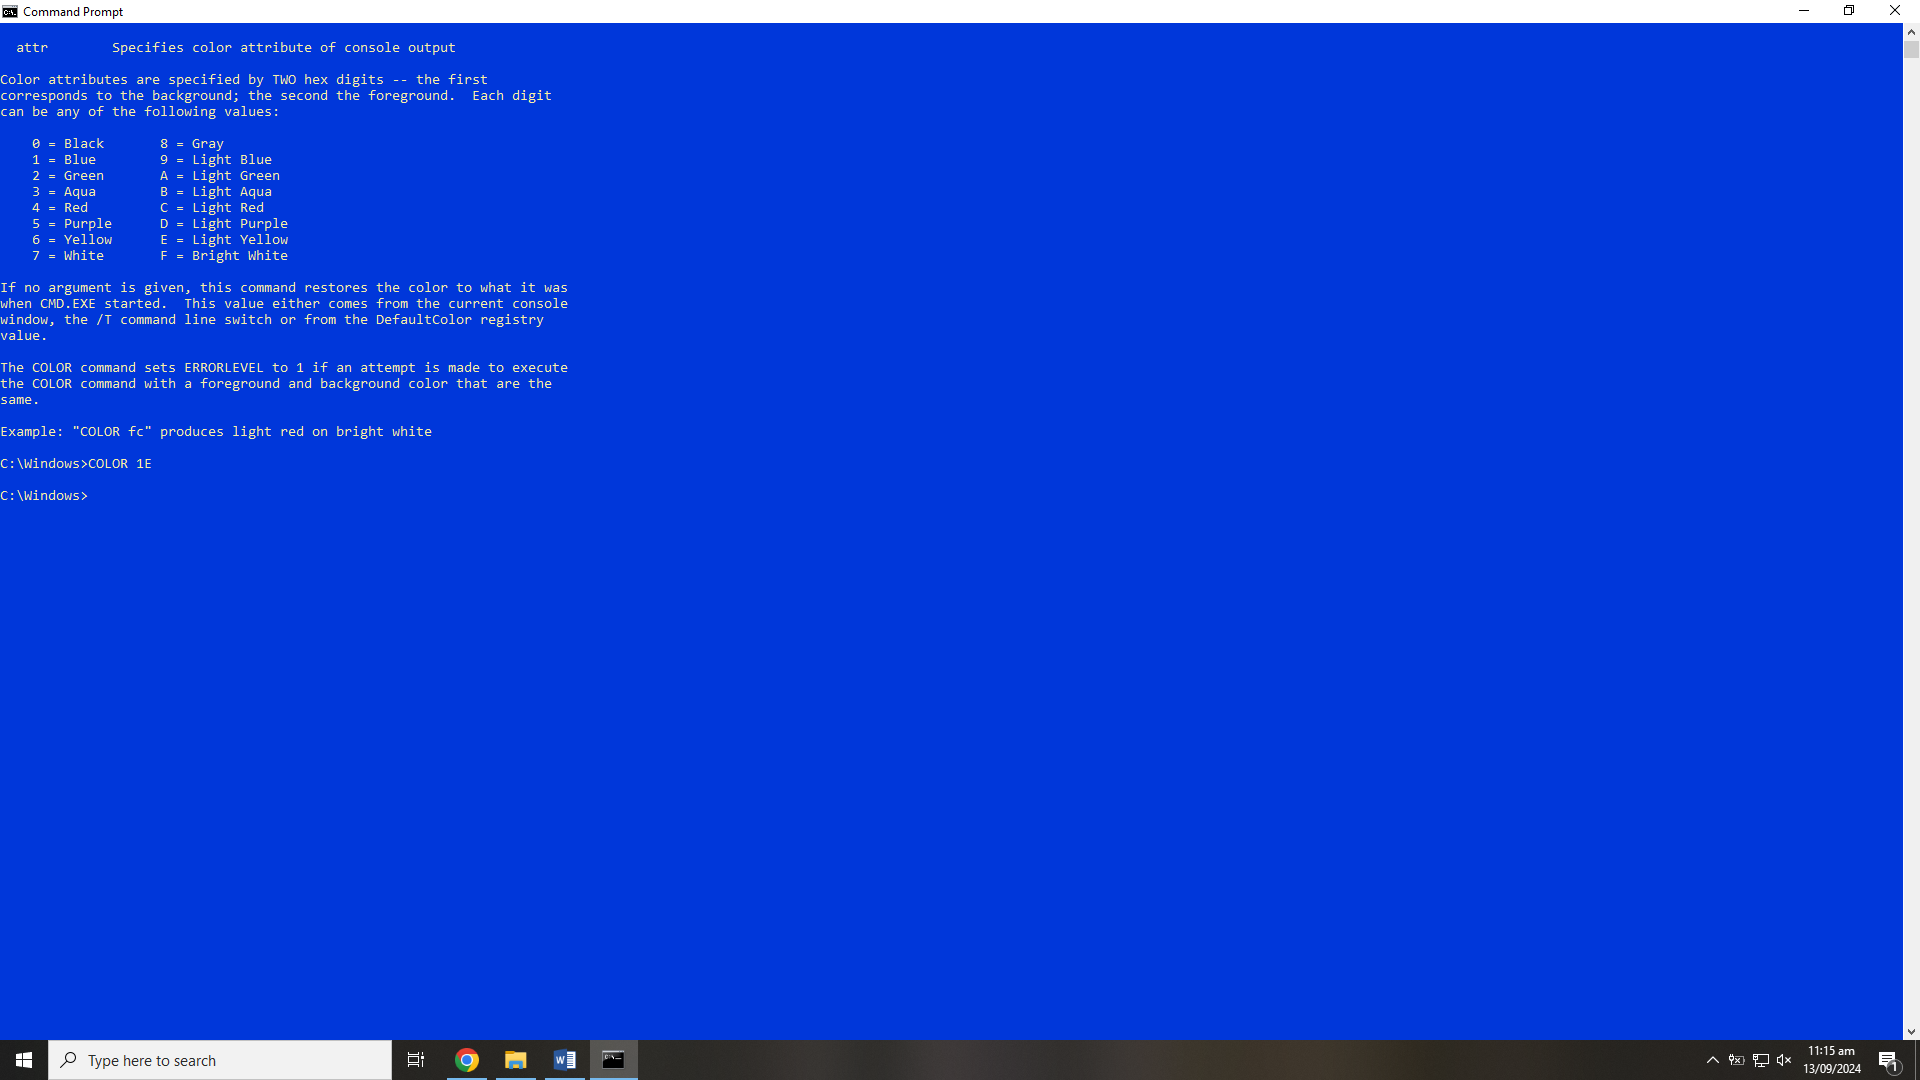 Command Prompt
attr        Specifies color attribute of console output
Color attributes are specified by TWO hex digits -- the first
corresponds to the background; the second the foreground.  Each digit
can be any of the following values:
0 = Black       8 = Gray
1 = Blue        9 = Light Blue
2 = Green       A = Light Green
3 = Aqua        B = Light Aqua
4 = Red         C = Light Red
5 = Purple      D = Light Purple
6 = Yellow      E = Light Yellow
7 = White       F = Bright White
If no argument is given, this command restores the color to what it was
when CMD.EXE started.  This value either comes from the current console
window, the /T command line switch or from the DefaultColor registry
value.
The COLOR command sets ERRORLEVEL to 1 if an attempt is made to execute
the COLOR command with a foreground and background color that are the
same.
Example: "COLOR fc" produces light red on bright white
C:\Windows>COLOR 1E
C:\Windows>
Type here to search
11:15 am
13/09/2024
1